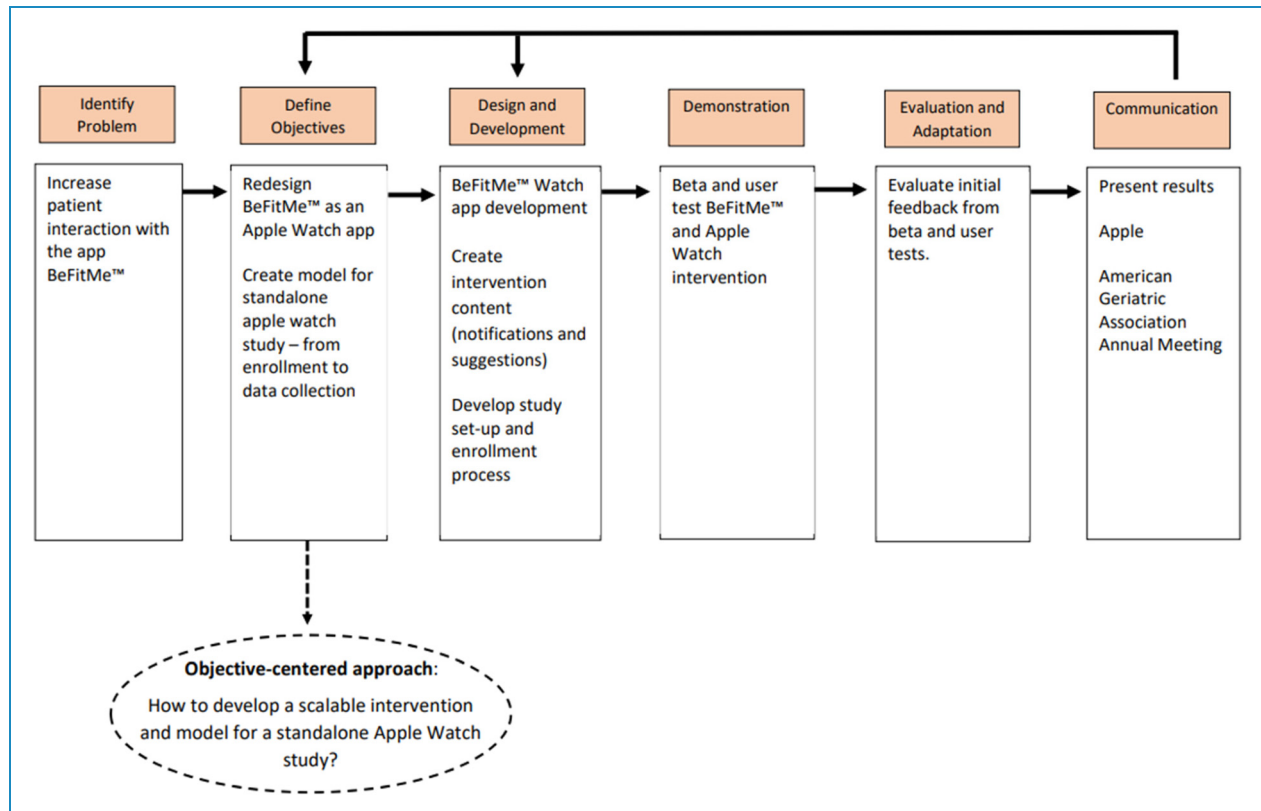 Identify
Problem
Define
Objectives
Design and
Development
Demonstration
Evaluation and
Adaptation
Communication
Increase
patient
interaction with
the app
BeFitMe™
Redesign
BeFitMe™ as an
Apple Watch app
Create model for
standalone
apple watch
study – from
enrollment to
data collection
BeFitMe™ Watch
app development
Create
intervention
content
(notifications and
suggestions)
Develop study
set-up and
enrollment
process
Beta and user
test BeFitMe™
and Apple
Watch
intervention
Evaluate initial
feedback from
beta and user
tests.
Present results
Apple
American
Geriatric
Association
Annual Meeting
Objective-centered approach:
How to develop a scalable intervention
and model for a standalone Apple Watch
study?